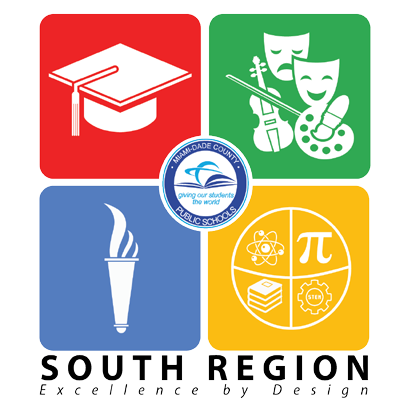 MIAMI-DADE COUNTY
giving our students
the world
PUBLIC SCHOOLS
π
STEM
SOUTH REGION
Excellence by Design